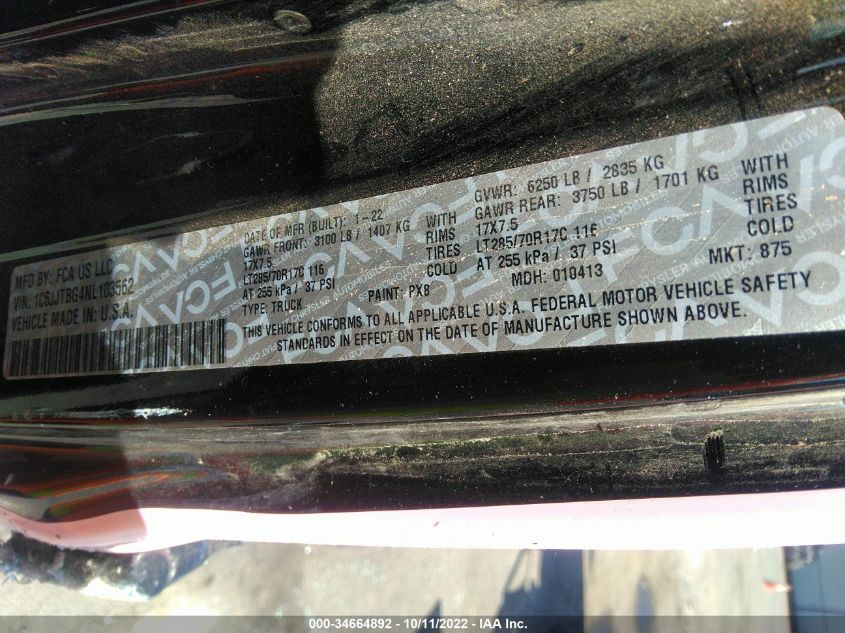 MFD BY: FCA US LLC
VIN: 1C6JJTBG4NL103562
VEHICLE MADE IN: U.S.A.
DATE OF MFR (BUILT): 1-22
GAWR FRONT: 3100 LB / 1407 KG WITH
17X7.5 RIMS
LT285/70R17C 116 TIRES
AT 255 kPa / 37 PSI COLD
TYPE: TRUCK PAINT: PX8
GVWR: 6250 LB / 2835 KG
GAWR REAR: 3750 LB / 1701 KG WITH
17X7.5 RIMS
LT285/70R17C 116 TIRES
AT 255 kPa / 37 PSI COLD
MDH: 010413 MKT: 875
THIS VEHICLE CONFORMS TO ALL APPLICABLE U.S.A. FEDERAL MOTOR VEHICLE SAFETY
STANDARDS IN EFFECT ON THE DATE OF MANUFACTURE SHOWN ABOVE.
000-34664892 / 10/11/2022 - IAA Inc.